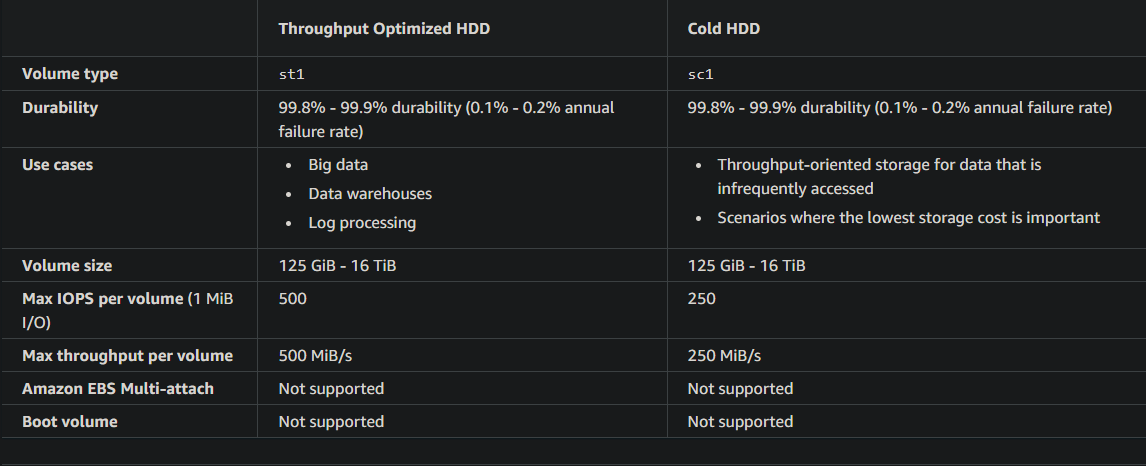 Throughput Optimized HDD Cold HDD
Volume type st1 sc1
Durability 99.8% - 99.9% durability (0.1% - 0.2% annual 99.8% - 99.9% durability (0.1% - 0.2% annual failure rate)
failure rate)
Use cases • Big data • Throughput-oriented storage for data that is
• Data warehouses infrequently accessed
• Log processing • Scenarios where the lowest storage cost is important
Volume size 125 GiB - 16 TiB 125 GiB - 16 TiB
Max IOPS per volume (1 MiB 500 250
I/O)
Max throughput per volume 500 MiB/s 250 MiB/s
Amazon EBS Multi-attach Not supported Not supported
Boot volume Not supported Not supported